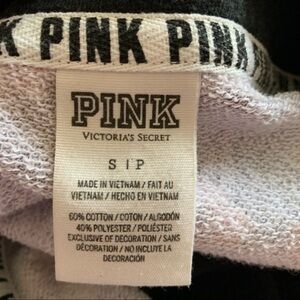 K PINK PINK
PINK
VICTORIA'S SECRET
S | P
MADE IN VIETNAM / FAIT AU
VIETNAM / HECHO EN VIETNAM
60% COTTON / COTON / ALGODÓN
40% POLYESTER / POLIÉSTER
EXCLUSIVE OF DECORATION / SANS
DÉCORATION / NO INCLUYE LA
DECORACIÓN